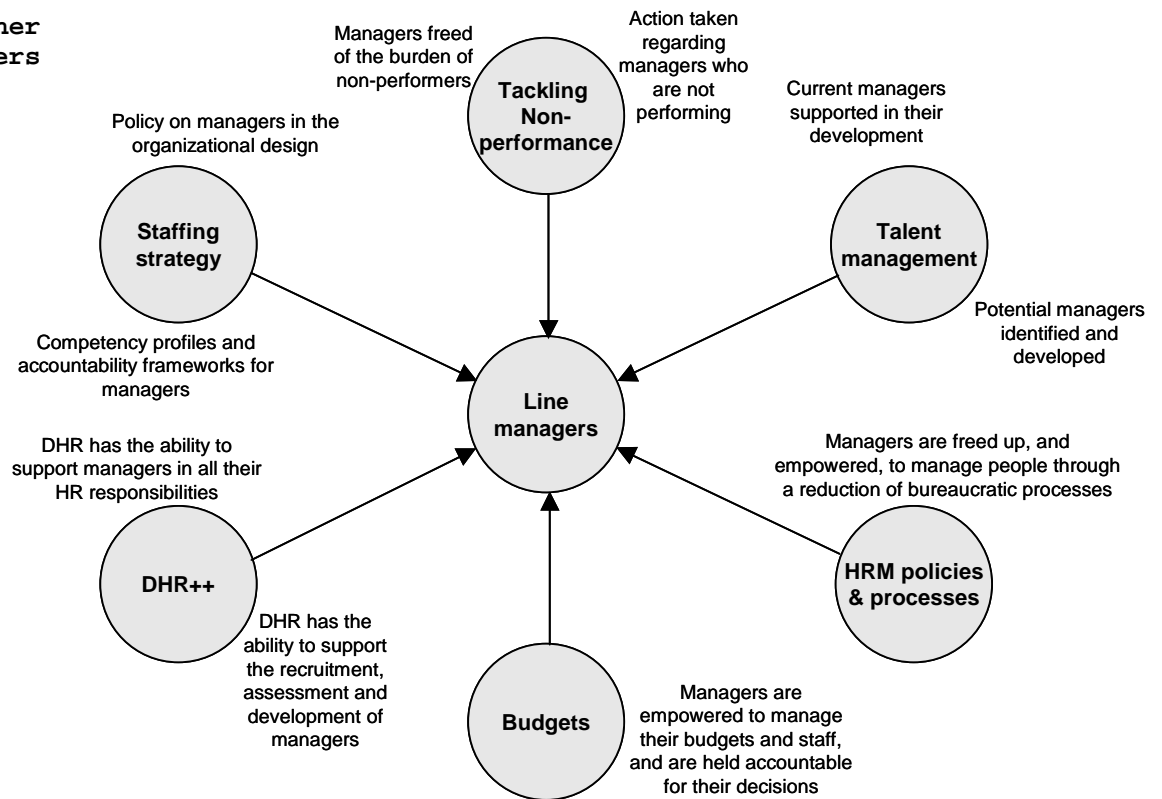 Managers freed
of the burden of
non-performers
Tackling
Non-
performance
Action taken
regarding
managers who
are not
performing
Policy on managers in the
organizational design
Staffing
strategy
Competency profiles and
accountability frameworks for
managers
Current managers
supported in their
development
Talent
management
Potential managers
identified and
developed
Line
managers
DHR has the ability to
support managers in all their
HR responsibilities
DHR++
DHR has the
ability to support
the recruitment,
assessment and
development of
managers
Managers are freed up, and
empowered, to manage people through
a reduction of bureaucratic processes
HRM policies
& processes
Budgets
Managers are
empowered to manage
their budgets and staff,
and are held accountable
for their decisions